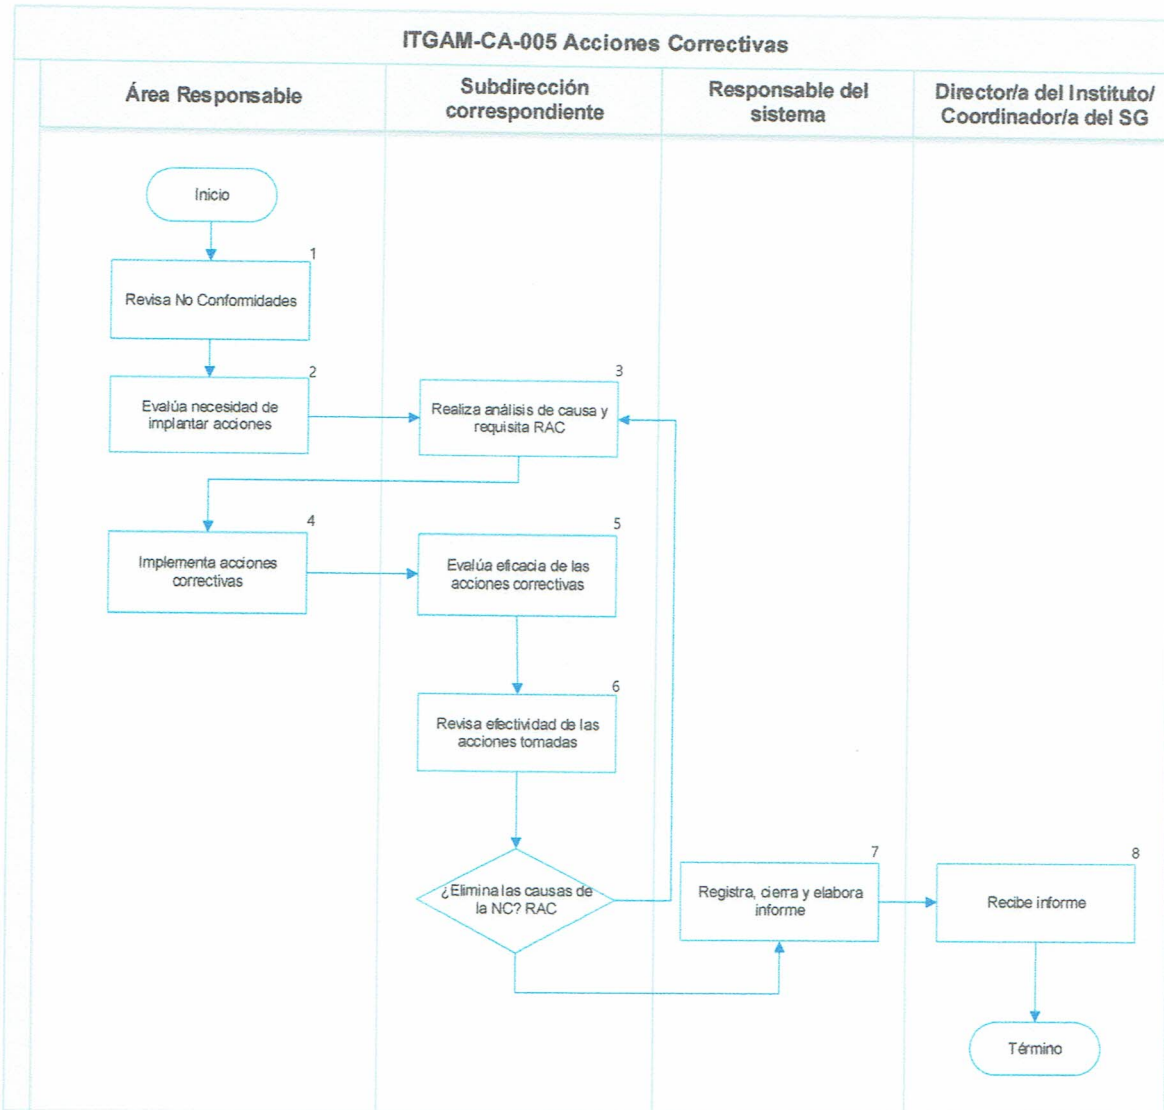 ITGAM-CA-005 Acciones Correctivas
Área Responsable
Subdirección
correspondiente
Responsable del
sistema
Director/a del Instituto/
Coordinador/a del SG
Inicio
1
Revisa No Conformidades
2
Evalúa necesidad de
implantar acciones
3
Realiza análisis de causa y
requisita RAC
4
Implementa acciones
correctivas
5
Evalúa eficacia de las
acciones correctivas
6
Revisa efectividad de las
acciones tomadas
¿Elimina las causas de
la NC? RAC
7
Registra, cierra y elabora
informe
8
Recibe informe
Término